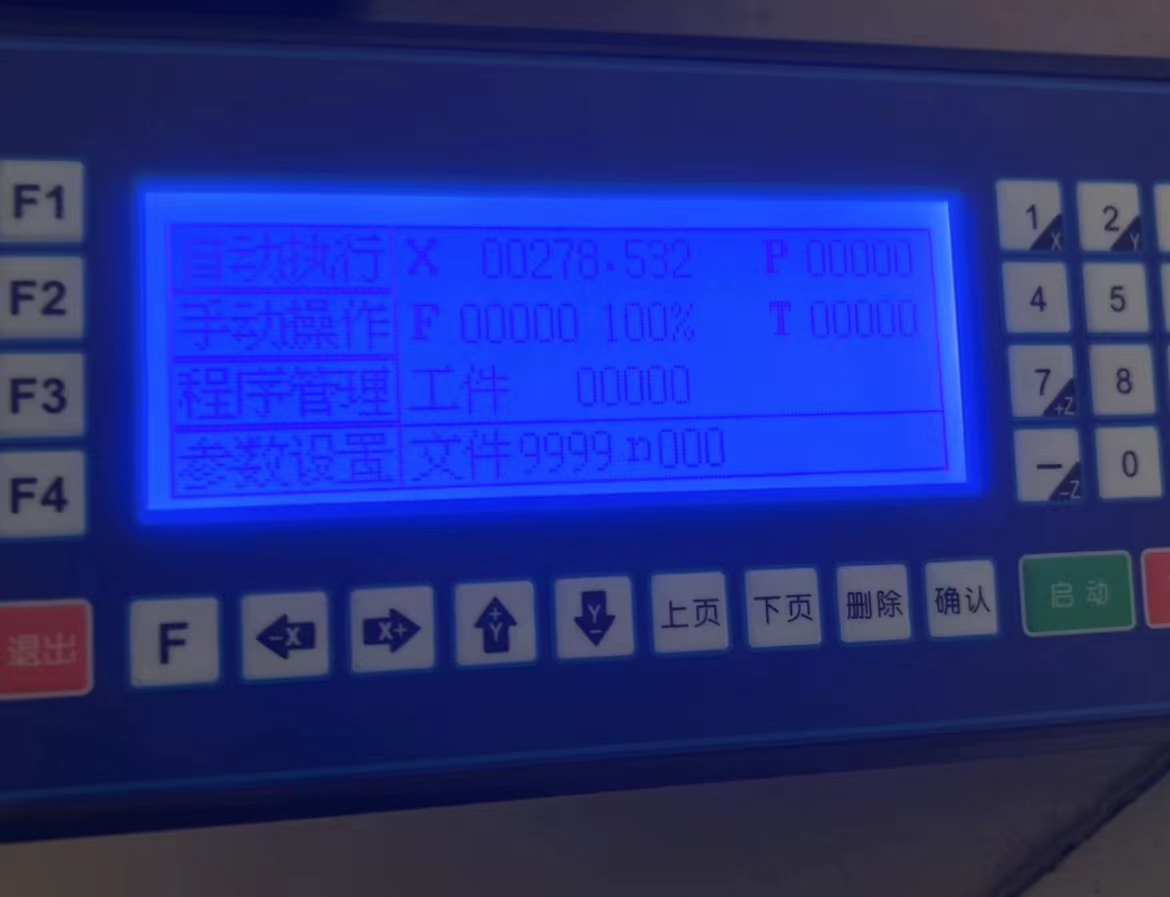 F1
F2
F3
F4
自动执行 X 00278.532 P 00000
手动操作 F 00000 100% T 00000
程序管理 工件 00000
参数设置 文件9999 n000
1 X 2 Y
4 5
7 +Z 8
— -Z 0
退出 F -X X+ +Y Y- 上页 下页 删除 确认 启动